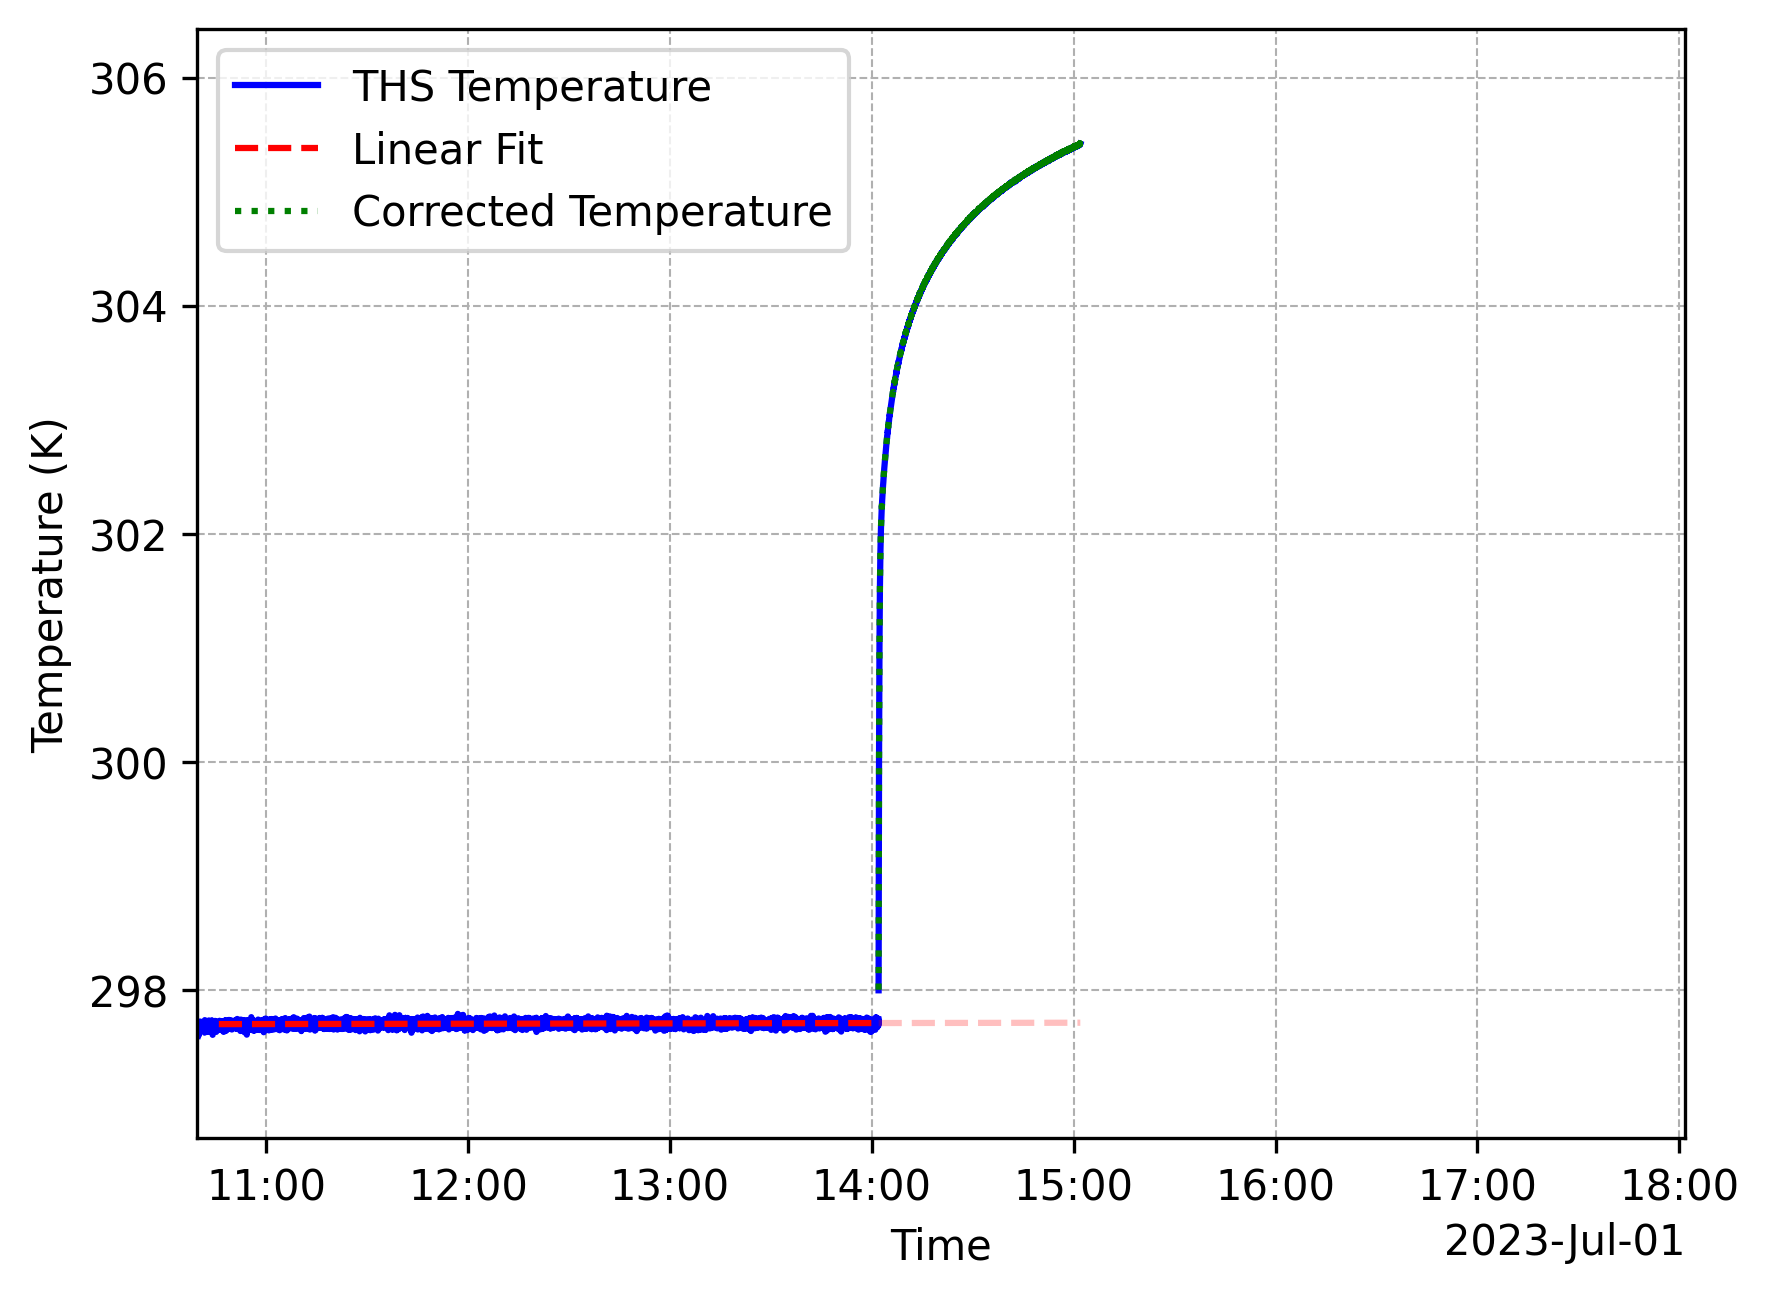 THS Temperature
Linear Fit
Corrected Temperature
Temperature (K)
306
304
302
300
298
11:00 12:00 13:00 14:00 15:00 16:00 17:00 18:00
Time
2023-Jul-01